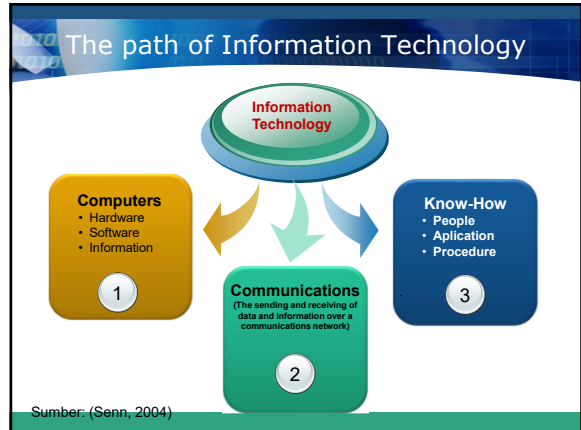 The path of Information Technology
Information
Technology
Computers
• Hardware
• Software
• Information
1
Communications
(The sending and receiving of
data and information over a
communications network)
2
Know-How
• People
• Aplication
• Procedure
3
Sumber: (Senn, 2004)